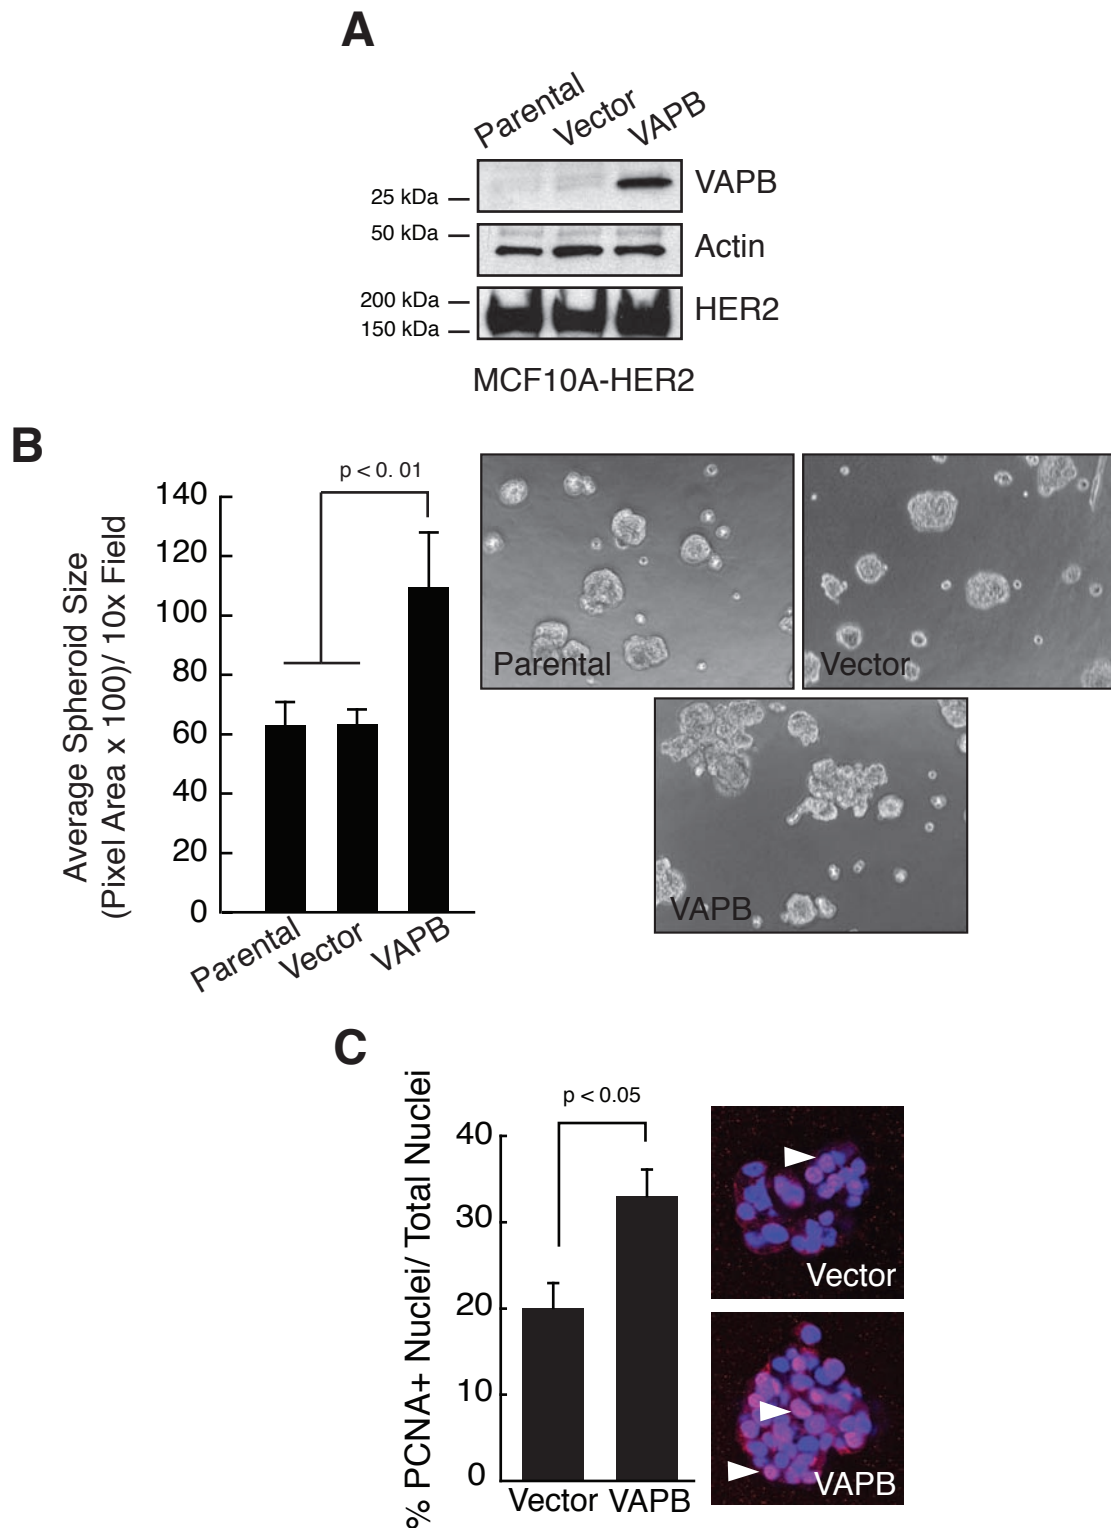 A
Parental
Vector
VAPB
25 kDa
VAPB
50 kDa
Actin
200 kDa
150 kDa
HER2
MCF10A-HER2
B
p < 0. 01
Average Spheroid Size
(Pixel Area x 100)/ 10x Field
140
120
100
80
60
40
20
0
Parental
Vector
VAPB
Parental
Vector
VAPB
C
p < 0.05
% PCNA+ Nuclei/ Total Nuclei
40
30
20
10
0
Vector
VAPB
Vector
VAPB